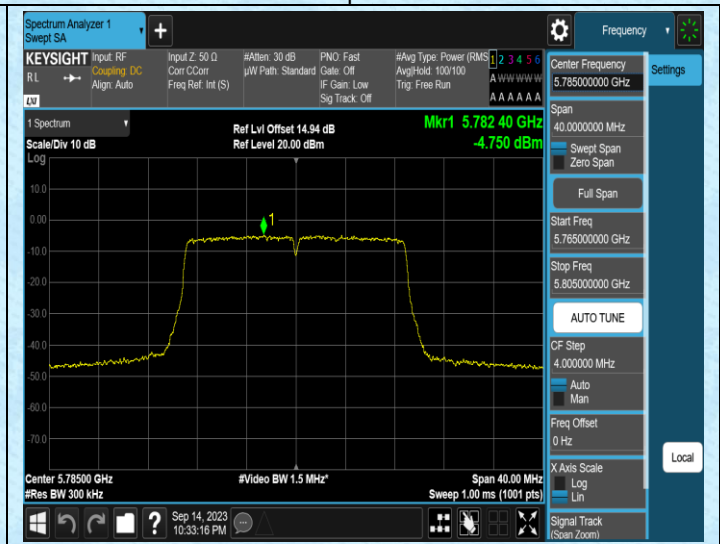 Spectrum Analyzer 1
Swept SA
Frequency
KEYSIGHT
RL
LXI
Input: RF
Coupling: DC
Align: Auto
Input Z: 50 Ω
Corr CCorr
Freq Ref: Int (S)
#Atten: 30 dB
µW Path: Standard
PNO: Fast
Gate: Off
IF Gain: Low
Sig Track: Off
#Avg Type: Power (RMS
Avg|Hold: 100/100
Trig: Free Run
1 2 3 4 5 6
A W W W W W
A A A A A A
1 Spectrum
Scale/Div 10 dB
Log
Ref Lvl Offset 14.94 dB
Ref Level 20.00 dBm
Mkr1 5.782 40 GHz
-4.750 dBm
1
10.0
0.00
-10.0
-20.0
-30.0
-40.0
-50.0
-60.0
-70.0
Center 5.78500 GHz
#Res BW 300 kHz
#Video BW 1.5 MHz*
Span 40.00 MHz
Sweep 1.00 ms (1001 pts)
Sep 14, 2023
10:33:16 PM
Center Frequency
5.785000000 GHz
Span
40.0000000 MHz
Swept Span
Zero Span
Full Span
Start Freq
5.765000000 GHz
Stop Freq
5.805000000 GHz
AUTO TUNE
CF Step
4.000000 MHz
Auto
Man
Freq Offset
0 Hz
X Axis Scale
Log
Lin
Signal Track
(Span Zoom)
Settings
Local